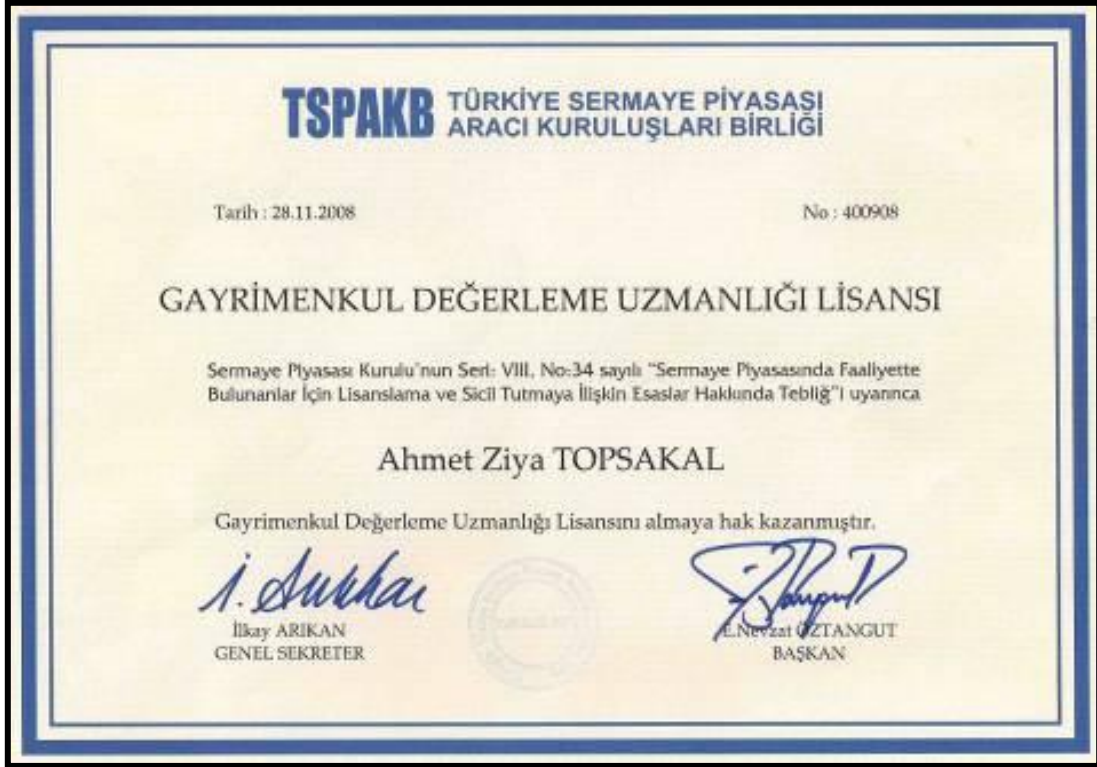 TSPAKB TÜRKİYE SERMAYE PİYASASI
ARACI KURULUŞLARI BİRLİĞİ
Tarih : 28.11.2008
No : 400908
GAYRİMENKUL DEĞERLEME UZMANLIĞI LİSANSI
Sermaye Piyasası Kurulu'nun Seri: VIII, No:34 sayılı "Sermaye Piyasasında Faaliyette
Bulunanlar İçin Lisanslama ve Sicil Tutmaya İlişkin Esaslar Hakkında Tebliğ"i uyarınca
Ahmet Ziya TOPSAKAL
Gayrimenkul Değerleme Uzmanlığı Lisansını almaya hak kazanmıştır.
İlkay ARIKAN
GENEL SEKRETER
E.Nevzat ÖZTANGUT
BAŞKAN